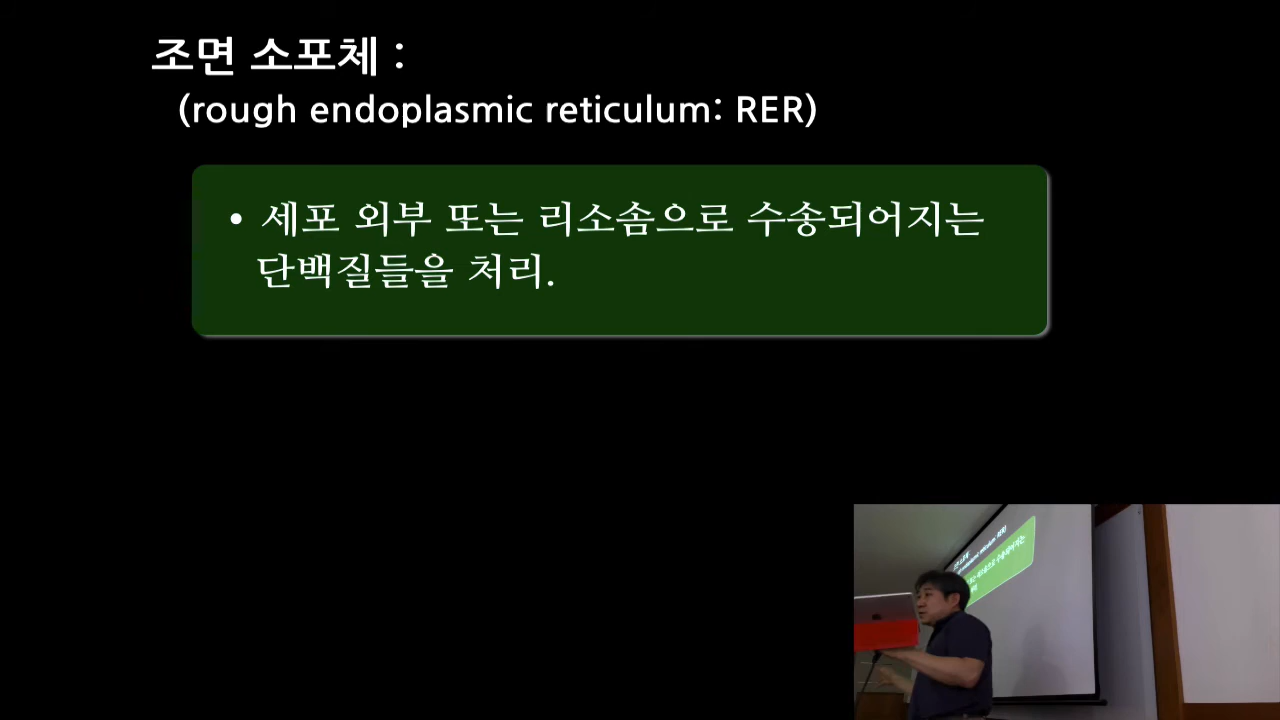 조면 소포체 :
(rough endoplasmic reticulum: RER)
• 세포 외부 또는 리소솜으로 수송되어지는
단백질들을 처리.